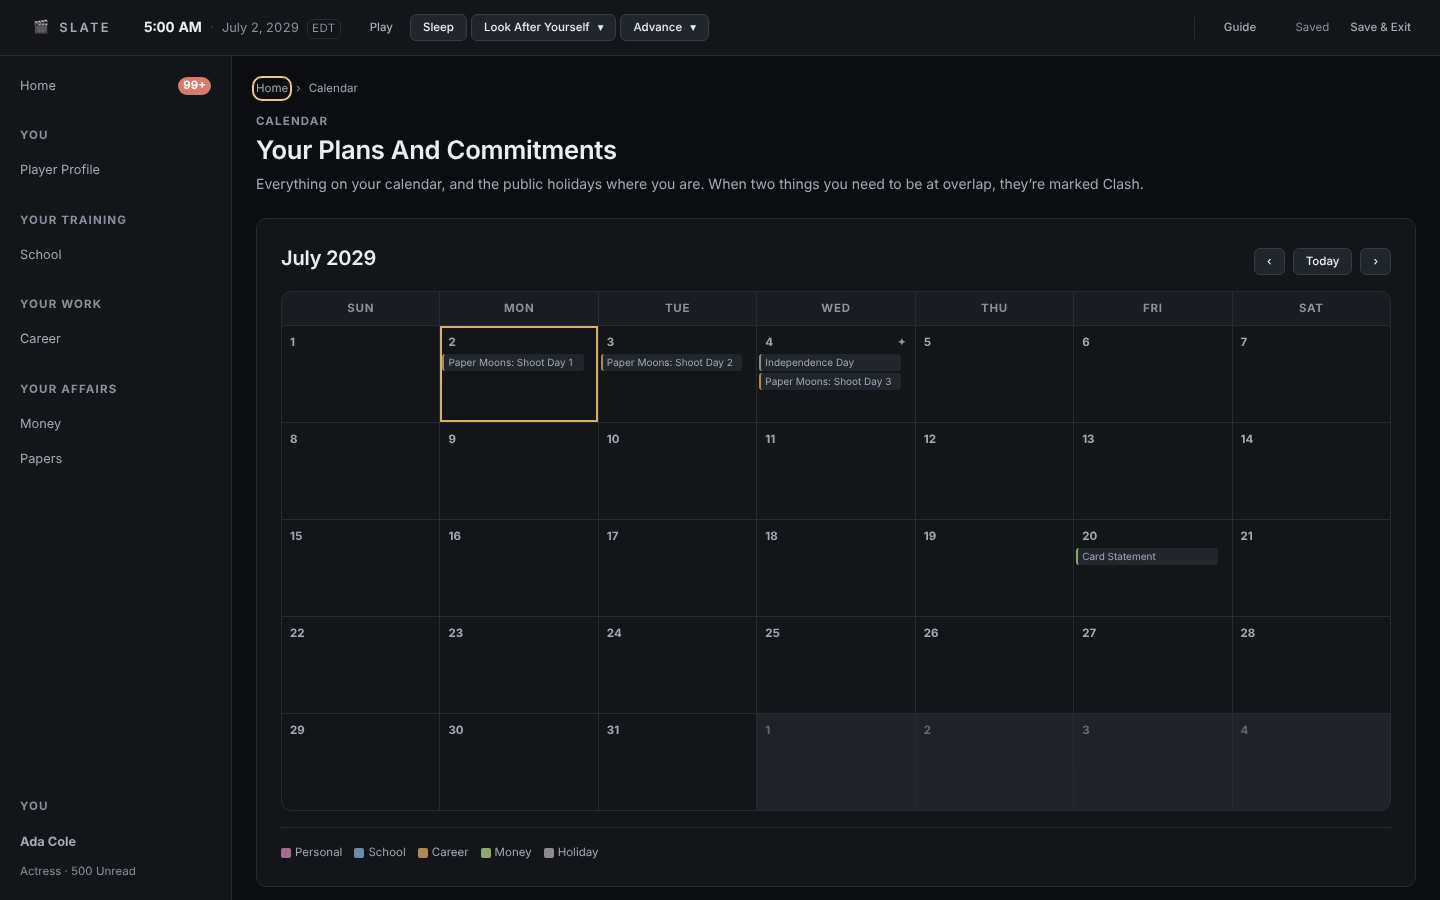 SLATE
5:00 AM · July 2, 2029 EDT
Play
Sleep
Look After Yourself ▾
Advance ▾
Guide
Saved
Save & Exit
Home
99+
YOU
Player Profile
YOUR TRAINING
School
YOUR WORK
Career
YOUR AFFAIRS
Money
Papers
YOU
Ada Cole
Actress · 500 Unread
Home › Calendar
CALENDAR
Your Plans And Commitments
Everything on your calendar, and the public holidays where you are. When two things you need to be at overlap, they’re marked Clash.
July 2029
‹ Today ›
SUN MON TUE WED THU FRI SAT
1 2 3 4 ✦ 5 6 7
Paper Moons: Shoot Day 1
Paper Moons: Shoot Day 2
Independence Day
Paper Moons: Shoot Day 3
8 9 10 11 12 13 14
15 16 17 18 19 20 21
Card Statement
22 23 24 25 26 27 28
29 30 31 1 2 3 4
Personal School Career Money Holiday